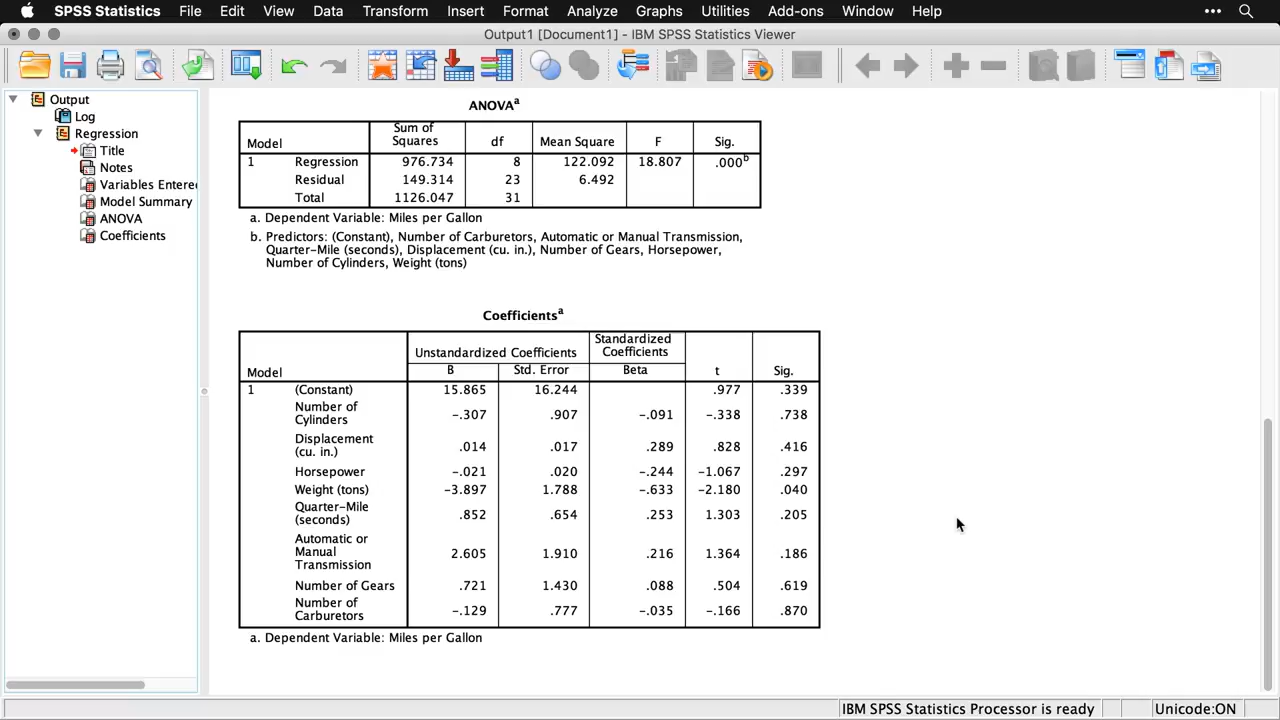 SPSS Statistics File Edit View Data Transform Insert Format Analyze Graphs Utilities Add-ons Window Help
Output1 [Document1] - IBM SPSS Statistics Viewer
Output
Log
Regression
Title
Notes
Variables Entere
Model Summary
ANOVA
Coefficients
ANOVAa
Model Sum of Squares df Mean Square F Sig.
1 Regression 976.734 8 122.092 18.807 .000b
Residual 149.314 23 6.492
Total 1126.047 31
a. Dependent Variable: Miles per Gallon
b. Predictors: (Constant), Number of Carburetors, Automatic or Manual Transmission,
Quarter-Mile (seconds), Displacement (cu. in.), Number of Gears, Horsepower,
Number of Cylinders, Weight (tons)
Coefficientsa
Unstandardized Coefficients Standardized Coefficients
Model B Std. Error Beta t Sig.
1 (Constant) 15.865 16.244 .977 .339
Number of Cylinders -.307 .907 -.091 -.338 .738
Displacement (cu. in.) .014 .017 .289 .828 .416
Horsepower -.021 .020 -.244 -1.067 .297
Weight (tons) -3.897 1.788 -.633 -2.180 .040
Quarter-Mile (seconds) .852 .654 .253 1.303 .205
Automatic or Manual Transmission 2.605 1.910 .216 1.364 .186
Number of Gears .721 1.430 .088 .504 .619
Number of Carburetors -.129 .777 -.035 -.166 .870
a. Dependent Variable: Miles per Gallon
IBM SPSS Statistics Processor is ready Unicode:ON